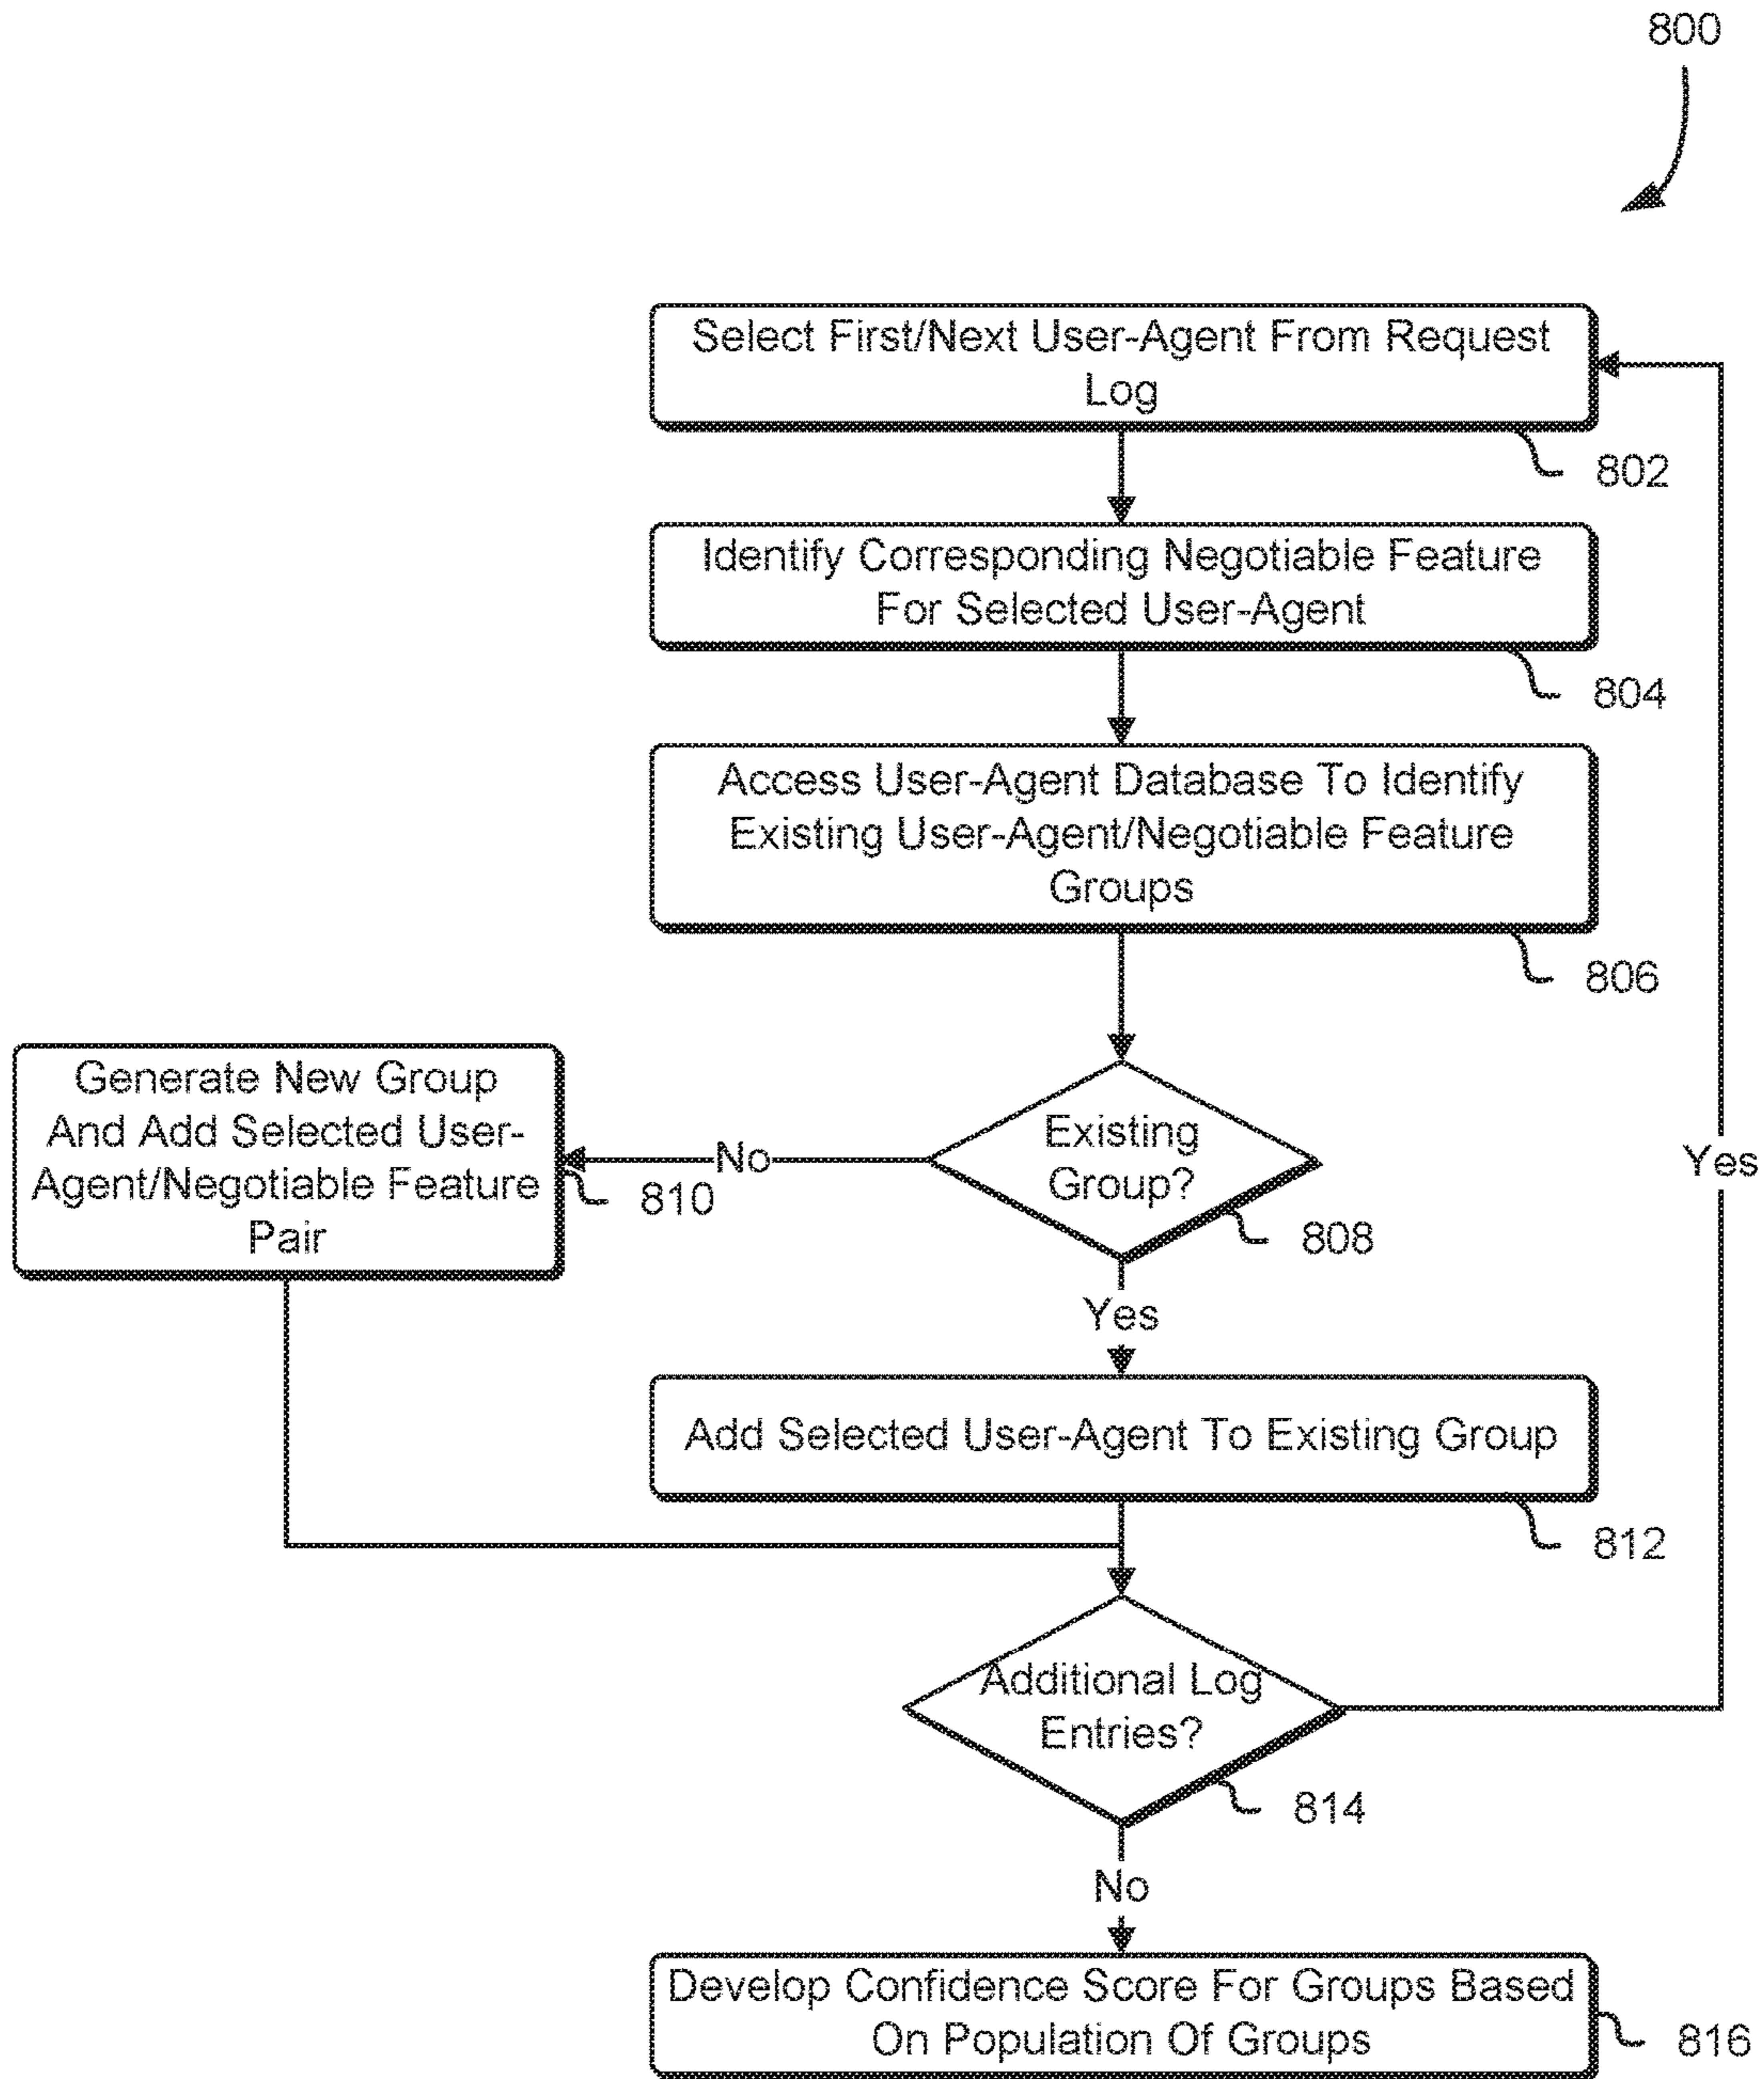 800
Select First/Next User-Agent From Request
Log
802
Identify Corresponding Negotiable Feature
For Selected User-Agent
804
Access User-Agent Database To Identify
Existing User-Agent/Negotiable Feature
Groups
806
Generate New Group
And Add Selected User-
Agent/Negotiable Feature
Pair
810
No
Existing
Group?
808
Yes
Yes
Add Selected User-Agent To Existing Group
812
Additional Log
Entries?
814
No
Develop Confidence Score For Groups Based
On Population Of Groups
816